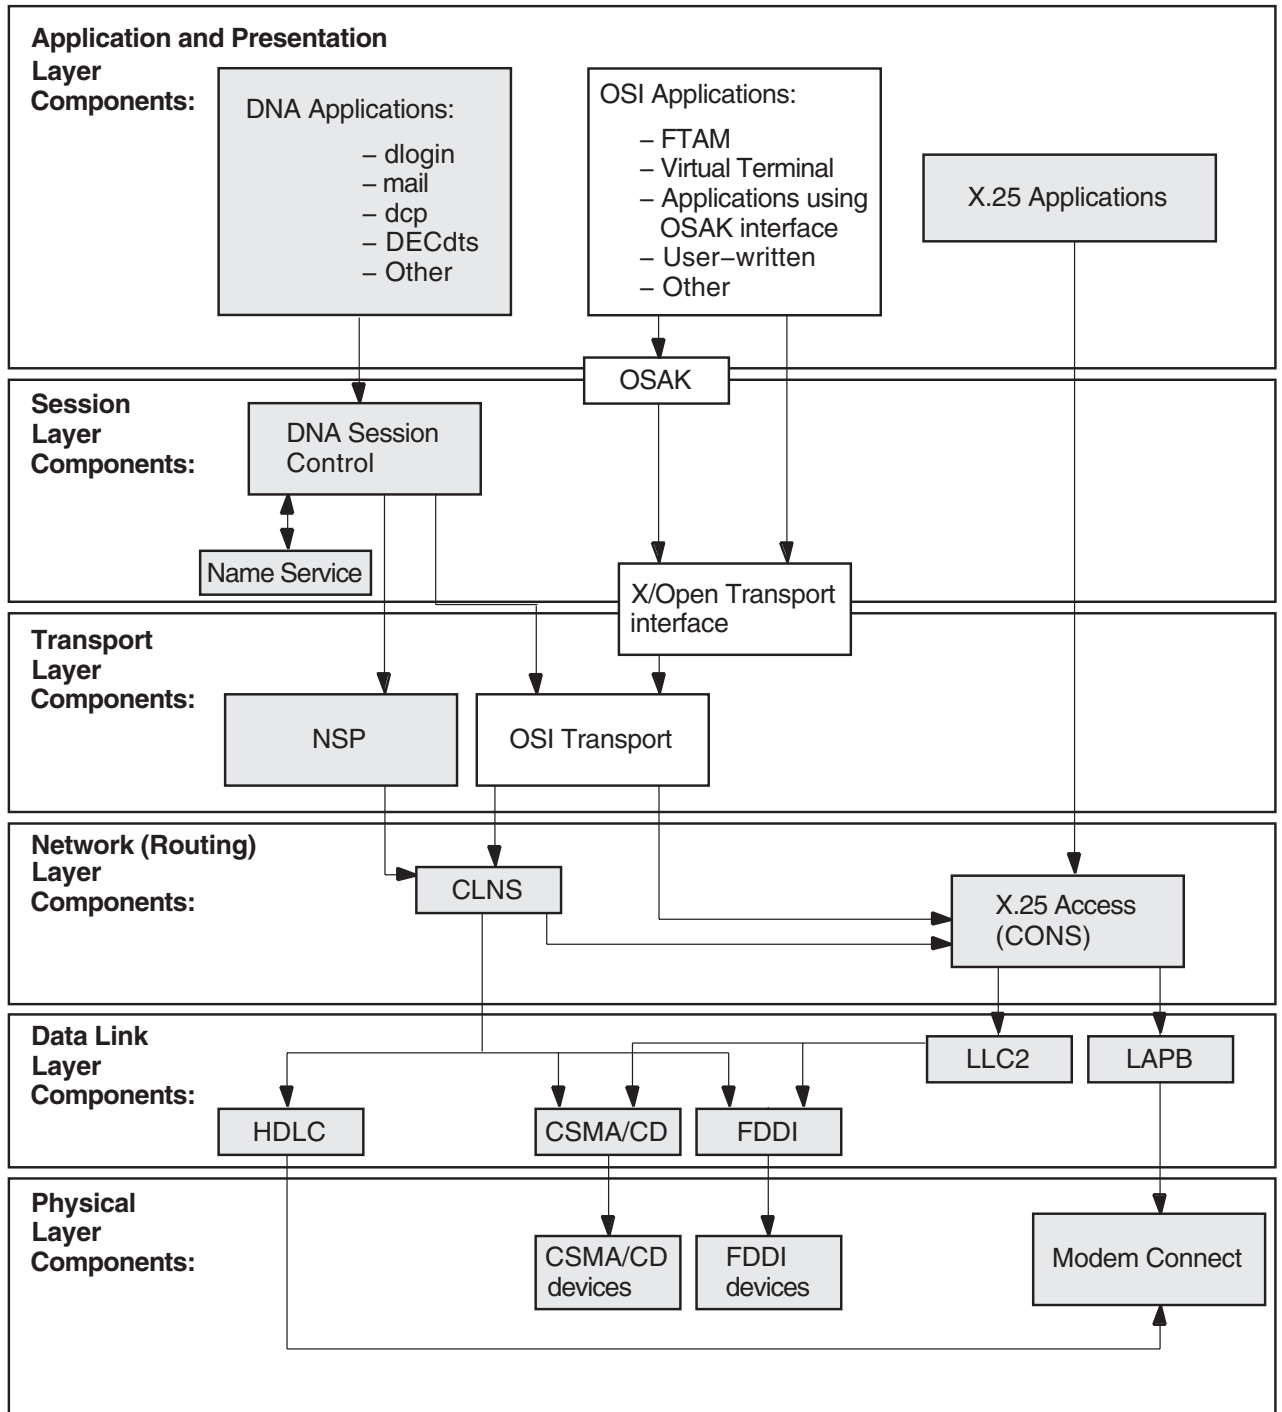 Application and Presentation
Layer
Components:
DNA Applications:
– dlogin
– mail
– dcp
– DECdts
– Other
OSI Applications:
– FTAM
– Virtual Terminal
– Applications using
OSAK interface
– User–written
– Other
X.25 Applications
OSAK
Session
Layer
Components:
DNA Session
Control
Name Service
X/Open Transport
interface
Transport
Layer
Components:
NSP
OSI Transport
Network (Routing)
Layer
Components:
CLNS
X.25 Access
(CONS)
Data Link
Layer
Components:
LLC2
LAPB
HDLC
CSMA/CD
FDDI
Physical
Layer
Components:
CSMA/CD
devices
FDDI
devices
Modem Connect